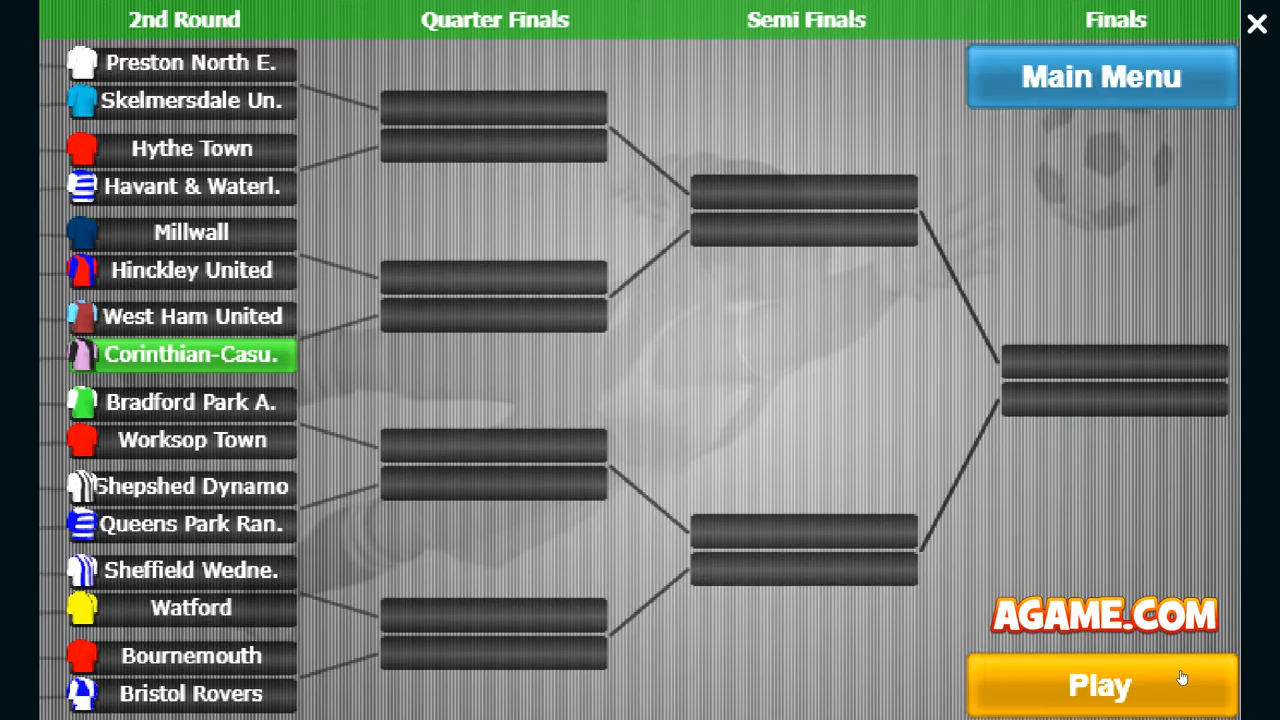 2nd Round
Quarter Finals
Semi Finals
Finals
Main Menu
Preston North E.
Skelmersdale Un.
Hythe Town
Havant & Waterl.
Millwall
Hinckley United
West Ham United
Corinthian-Casu.
Bradford Park A.
Worksop Town
Shepshed Dynamo
Queens Park Ran.
Sheffield Wedne.
Watford
Bournemouth
Bristol Rovers
AGAME.COM
Play